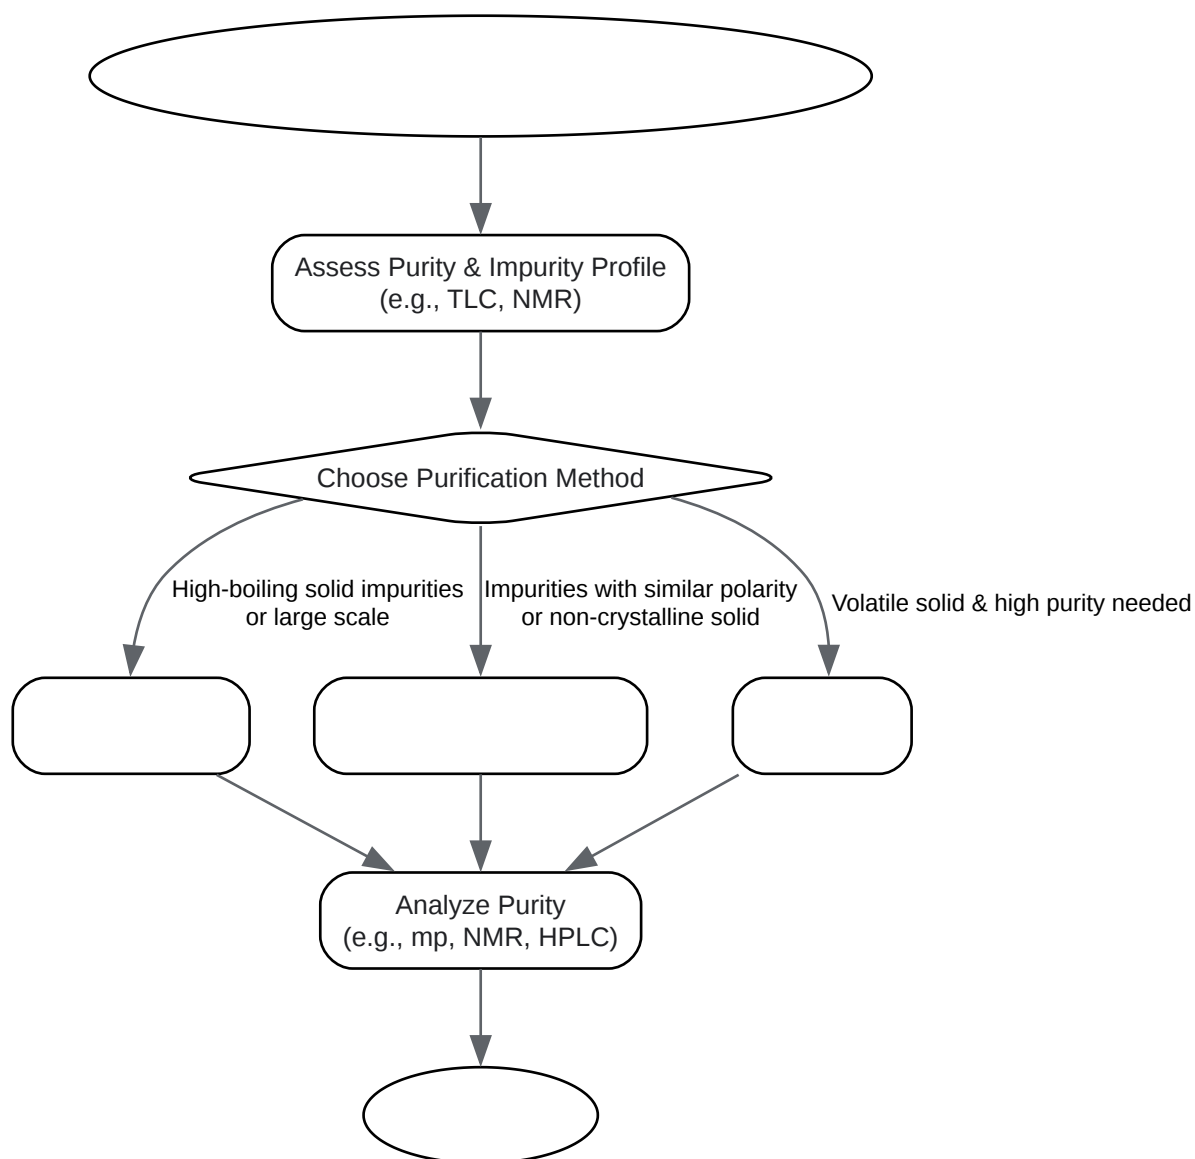 Assess Purity & Impurity Profile
(e.g., TLC, NMR)
Choose Purification Method
High-boiling solid impurities
or large scale
Impurities with similar polarity
or non-crystalline solid
Volatile solid & high purity needed
Analyze Purity
(e.g., mp, NMR, HPLC)